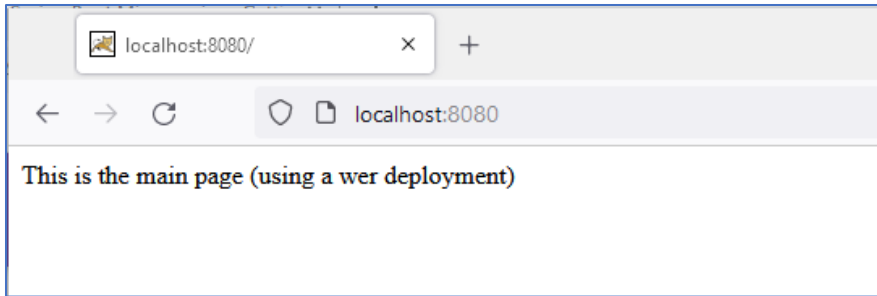 localhost:8080/
localhost:8080
This is the main page (using a wer deployment)